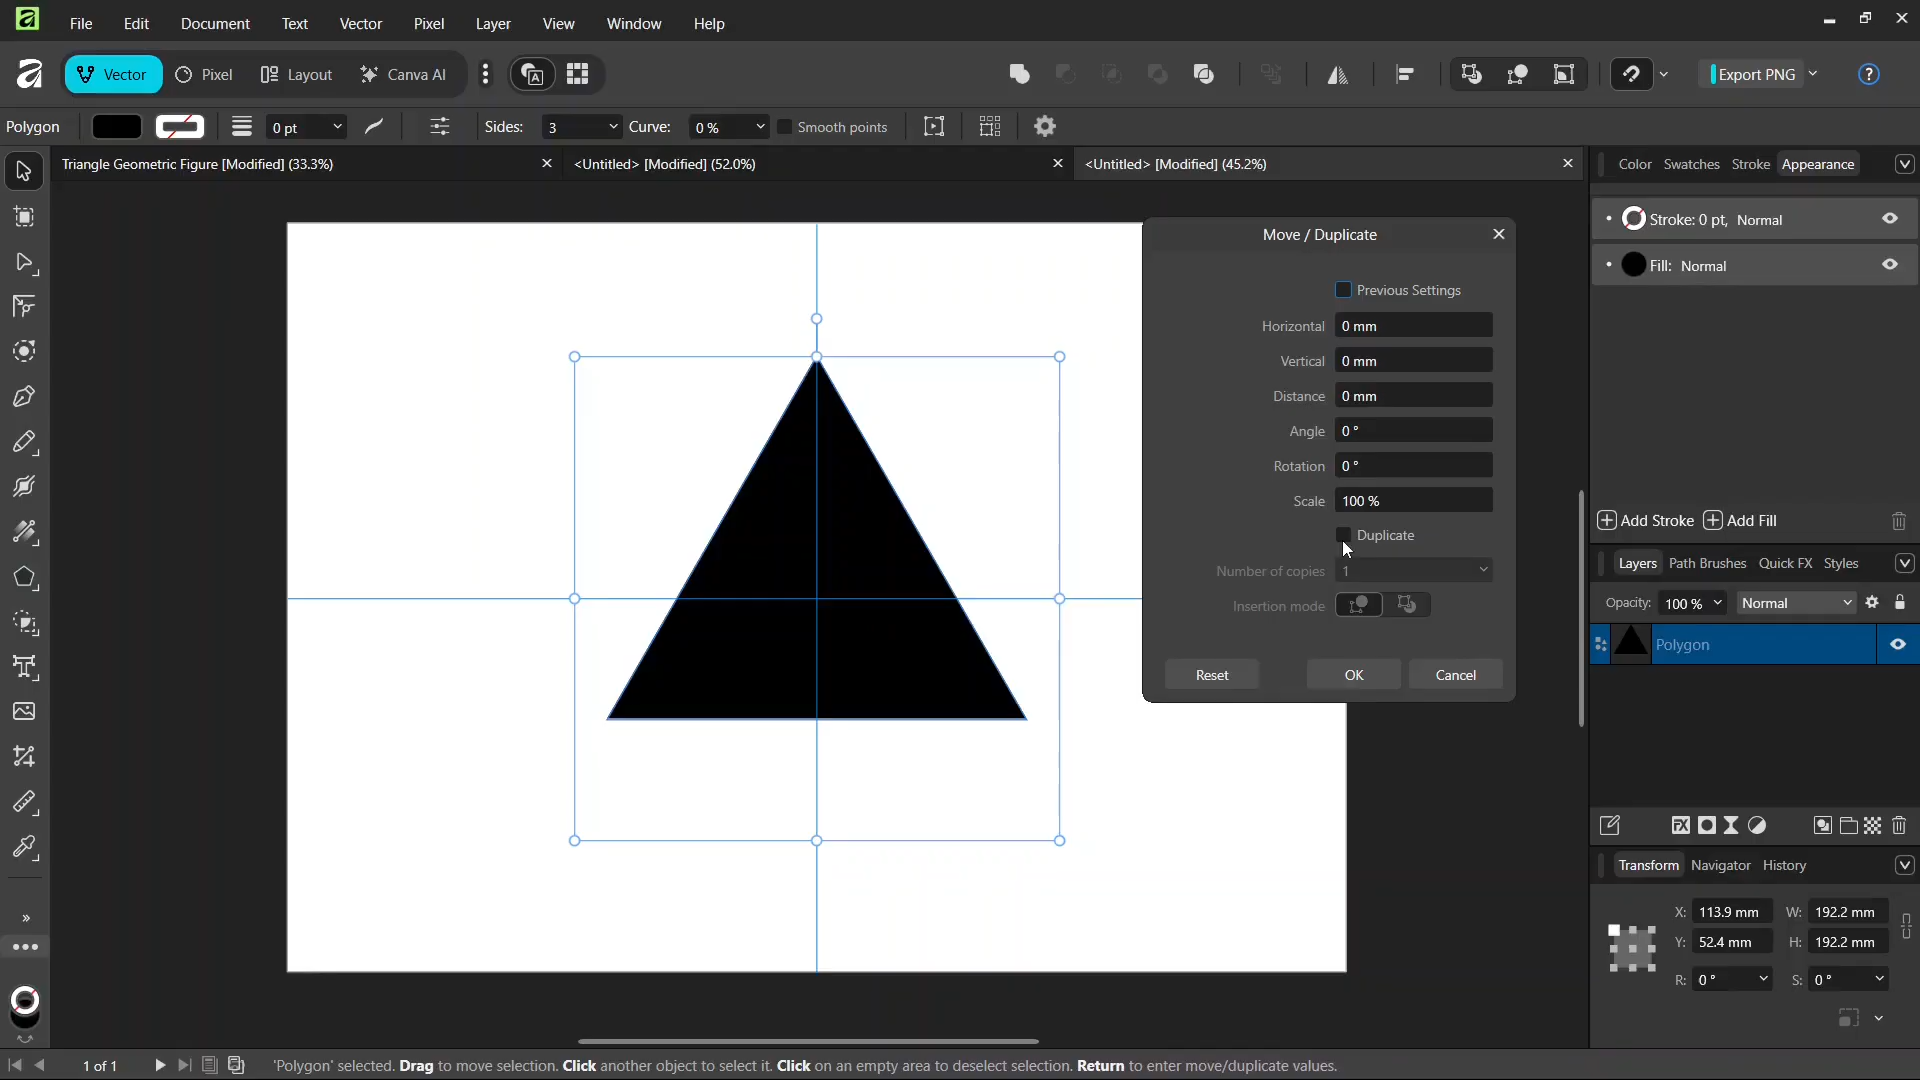 File Edit Document Text Vector Pixel Layer View Window Help
Vector Pixel Layout Canva AI Export PNG
Polygon 0 pt Sides: 3 Curve: 0 % Smooth points
Triangle Geometric Figure [Modified] (33.3%) <Untitled> [Modified] (52.0%) <Untitled> [Modified] (45.2%)
Color Swatches Stroke Appearance
Stroke: 0 pt, Normal
Fill: Normal
Add Stroke Add Fill
Move / Duplicate
Previous Settings
Horizontal 0 mm
Vertical 0 mm
Distance 0 mm
Angle 0 °
Rotation 0 °
Scale 100 %
Duplicate
Number of copies 1
Insertion mode
Reset OK Cancel
Layers Path Brushes Quick FX Styles
Opacity: 100 % Normal
Polygon
FX
Transform Navigator History
X: 113.9 mm W: 192.2 mm
Y: 52.4 mm H: 192.2 mm
R: 0 ° S: 0 °
1 of 1 'Polygon' selected. Drag to move selection. Click another object to select it. Click on an empty area to deselect selection. Return to enter move/duplicate values.